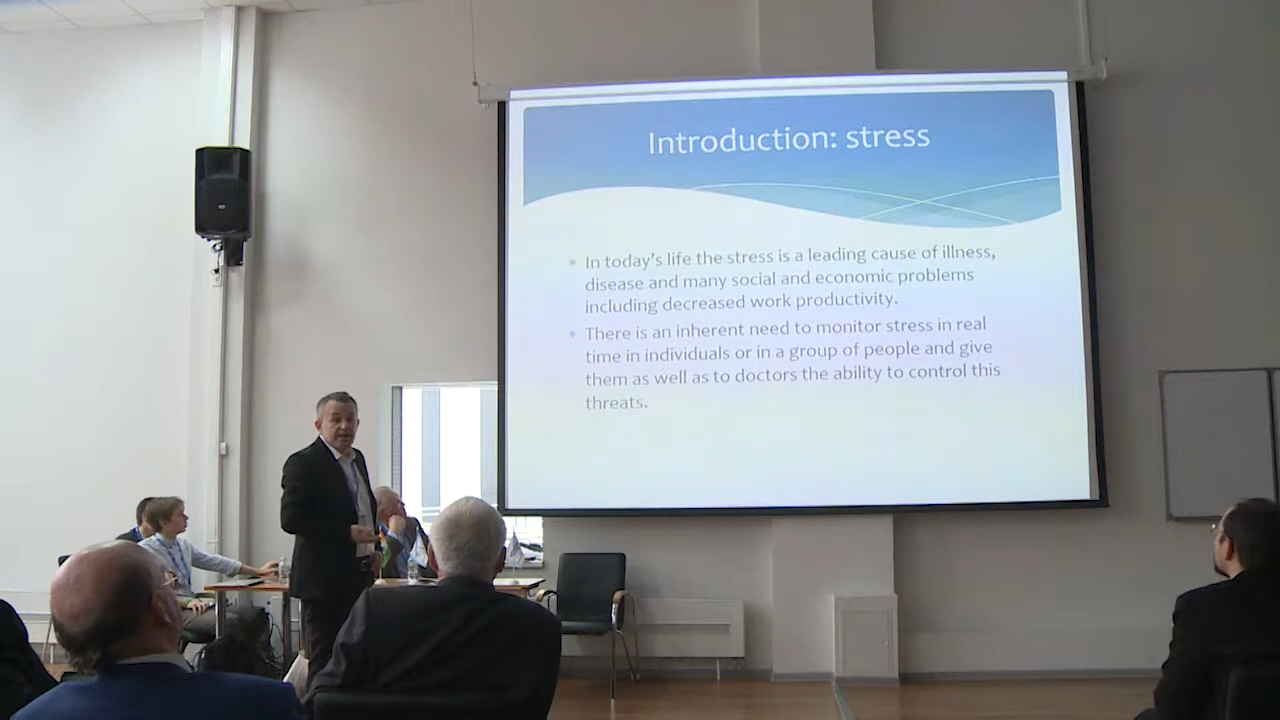 Introduction: stress
In today's life the stress is a leading cause of illness,
disease and many social and economic problems
including decreased work productivity.
There is an inherent need to monitor stress in real
time in individuals or in a group of people and give
them as well as to doctors the ability to control this
threats.